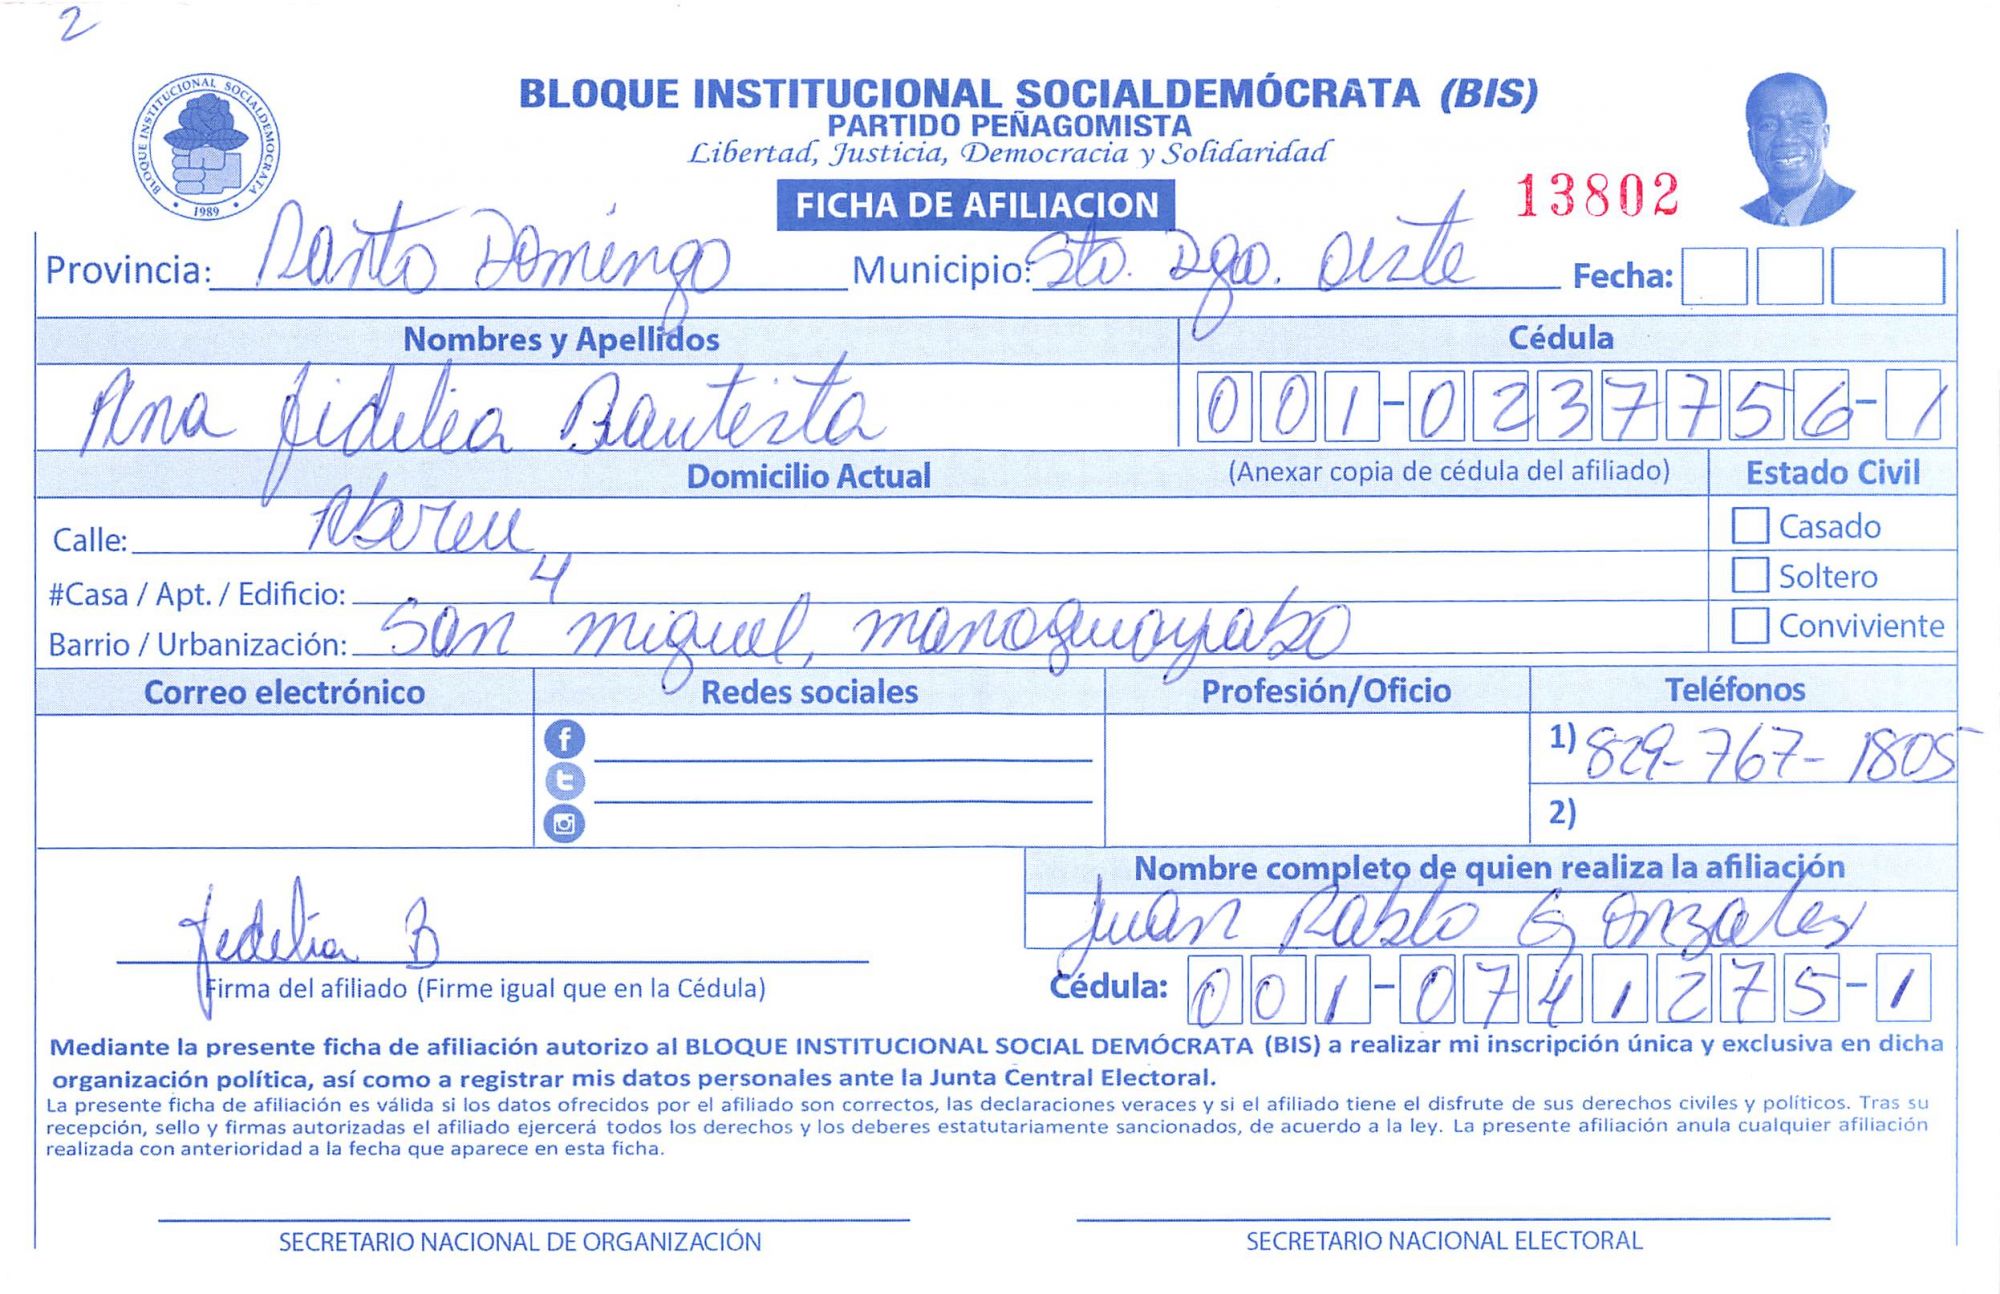 2
BLOQUE INSTITUCIONAL SOCIALDEMOCRATA
1989
BLOQUE INSTITUCIONAL SOCIALDEMÓCRATA (BIS)
PARTIDO PEÑAGOMISTA
Libertad, Justicia, Democracia y Solidaridad
FICHA DE AFILIACION
13802
Provincia: Santo Domingo Municipio: Sto. Dgo. Oeste Fecha:
Nombres y Apellidos Cédula
Ana Fidelia Bautista 001-0237756-1
Domicilio Actual (Anexar copia de cédula del afiliado) Estado Civil
Calle: Abreu Casado
#Casa / Apt. / Edificio: 4 Soltero
Barrio / Urbanización: San Miguel, manoguayabo Conviviente
Correo electrónico Redes sociales Profesión/Oficio Teléfonos
1) 829-767-1805
2)
Nombre completo de quien realiza la afiliación
Fedelia B Juan Pablo Gonzalez
Firma del afiliado (Firme igual que en la Cédula) Cédula: 001-0741275-1
Mediante la presente ficha de afiliación autorizo al BLOQUE INSTITUCIONAL SOCIAL DEMÓCRATA (BIS) a realizar mi inscripción única y exclusiva en dicha
organización política, así como a registrar mis datos personales ante la Junta Central Electoral.
La presente ficha de afiliación es válida si los datos ofrecidos por el afiliado son correctos, las declaraciones veraces y si el afiliado tiene el disfrute de sus derechos civiles y políticos. Tras su
recepción, sello y firmas autorizadas el afiliado ejercerá todos los derechos y los deberes estatutariamente sancionados, de acuerdo a la ley. La presente afiliación anula cualquier afiliación
realizada con anterioridad a la fecha que aparece en esta ficha.
SECRETARIO NACIONAL DE ORGANIZACIÓN SECRETARIO NACIONAL ELECTORAL